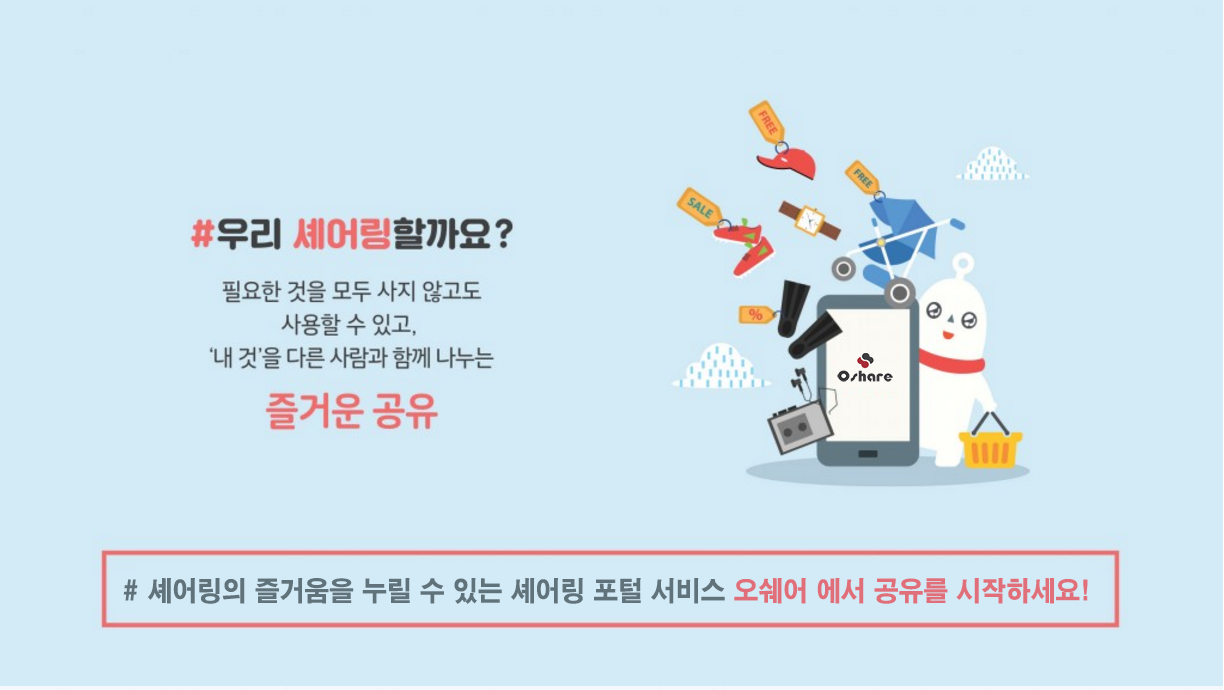 #우리 셰어링할까요?
필요한 것을 모두 사지 않고도
사용할 수 있고,
‘내 것’을 다른 사람과 함께 나누는
즐거운 공유
FREE
FREE
SALE
%
Oshare
# 셰어링의 즐거움을 누릴 수 있는 셰어링 포털 서비스 오쉐어 에서 공유를 시작하세요!